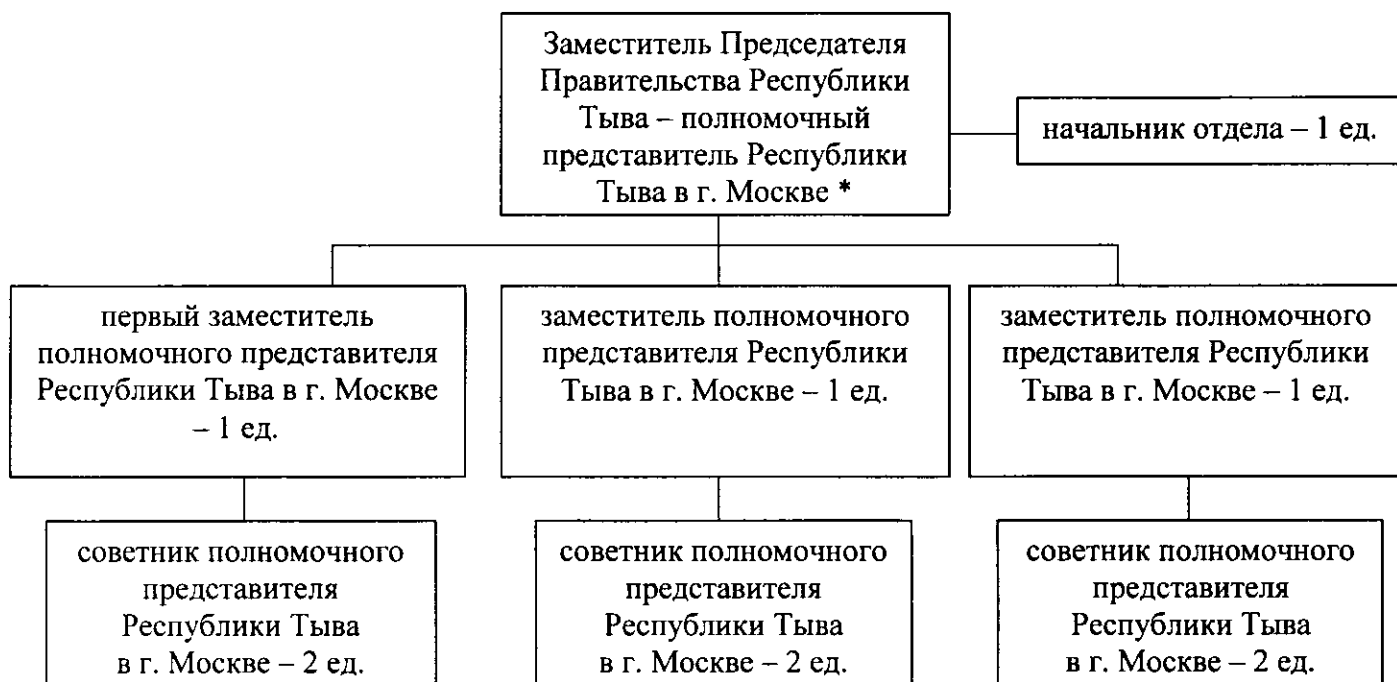 Заместитель Председателя
Правительства Республики
Тыва – полномочный
представитель Республики
Тыва в г. Москве *
начальник отдела – 1 ед.
первый заместитель
полномочного представителя
Республики Тыва в г. Москве
– 1 ед.
заместитель полномочного
представителя Республики
Тыва в г. Москве – 1 ед.
заместитель полномочного
представителя Республики
Тыва в г. Москве – 1 ед.
советник полномочного
представителя
Республики Тыва
в г. Москве – 2 ед.
советник полномочного
представителя
Республики Тыва
в г. Москве – 2 ед.
советник полномочного
представителя
Республики Тыва
в г. Москве – 2 ед.